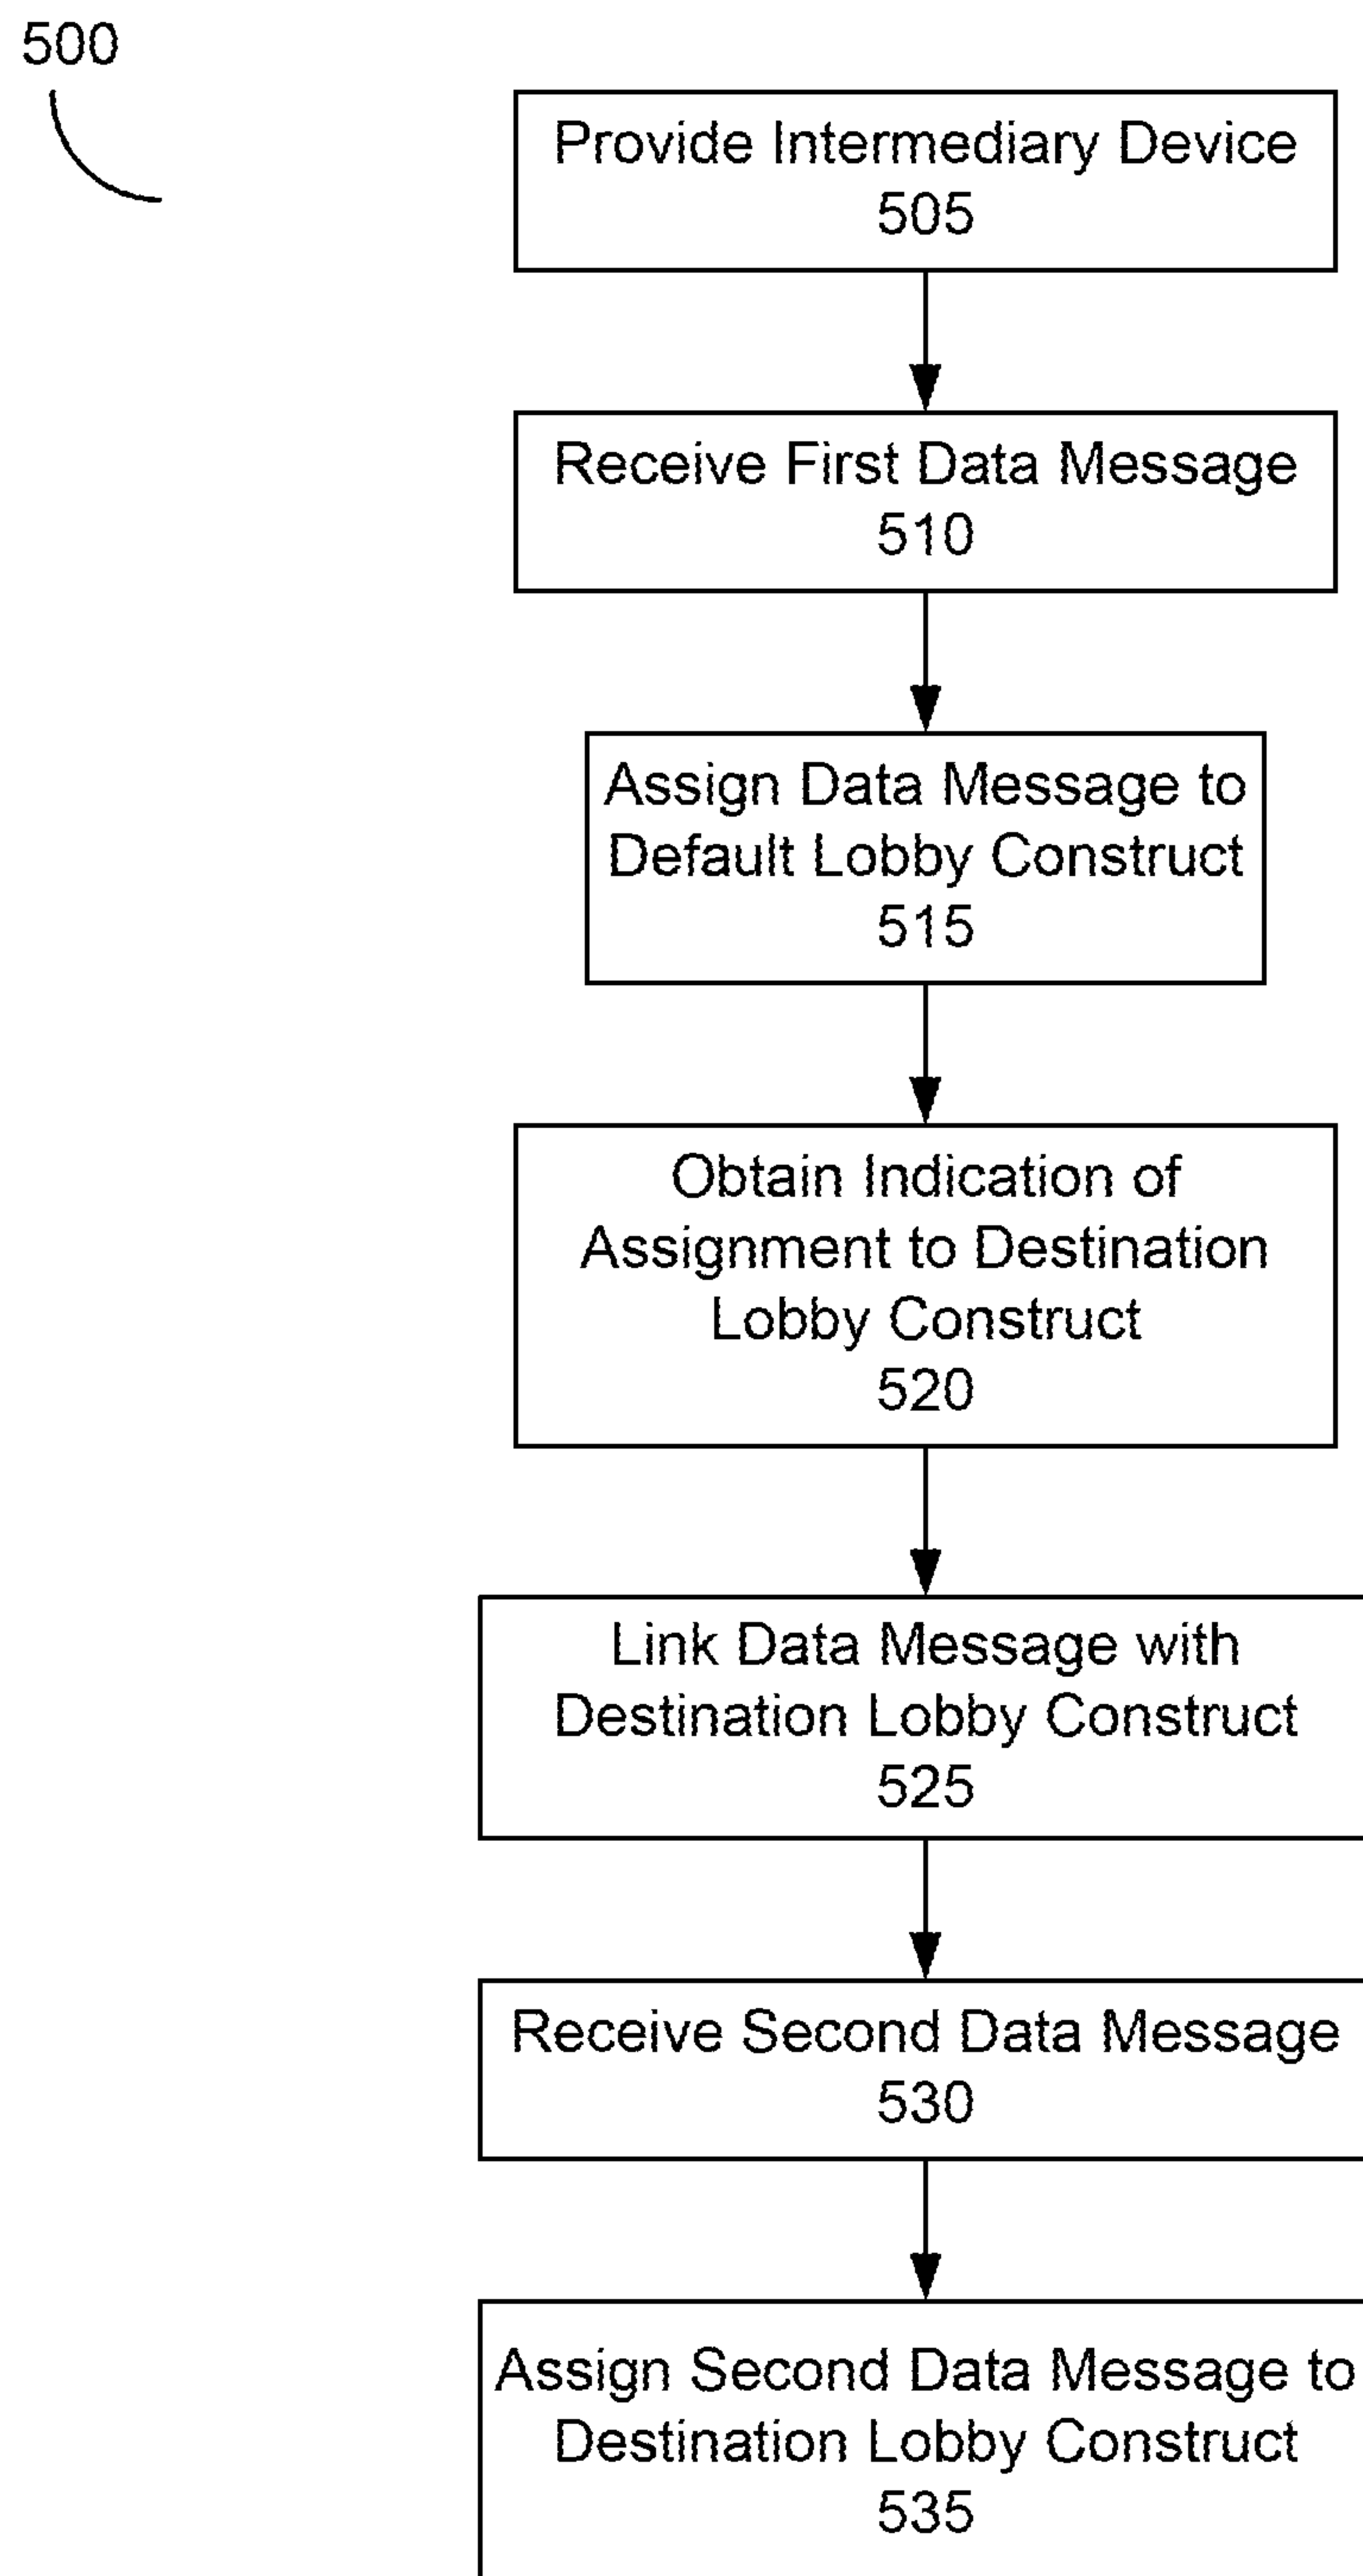 500
Provide Intermediary Device
505
Receive First Data Message
510
Assign Data Message to
Default Lobby Construct
515
Obtain Indication of
Assignment to Destination
Lobby Construct
520
Link Data Message with
Destination Lobby Construct
525
Receive Second Data Message
530
Assign Second Data Message to
Destination Lobby Construct
535